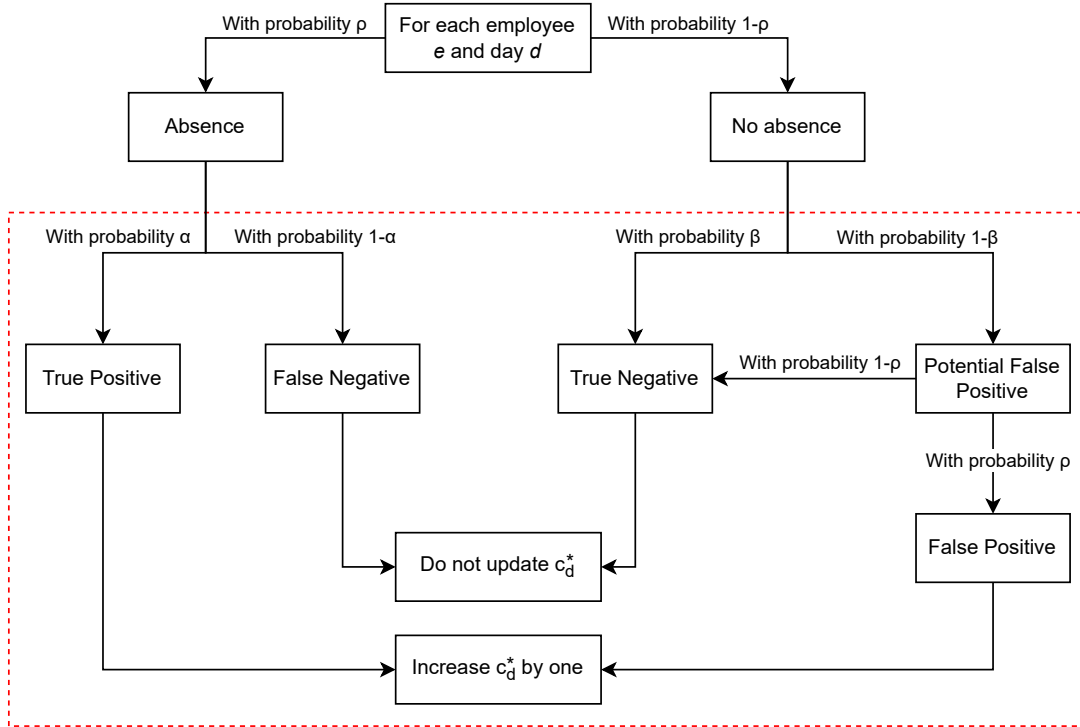 With probability ρ
For each employee
e and day d
With probability 1-ρ
Absence
No absence
With probability α
With probability 1-α
With probability β
With probability 1-β
True Positive
False Negative
True Negative
With probability 1-ρ
Potential False
Positive
With probability ρ
False Positive
Do not update c*d
Increase c*d by one